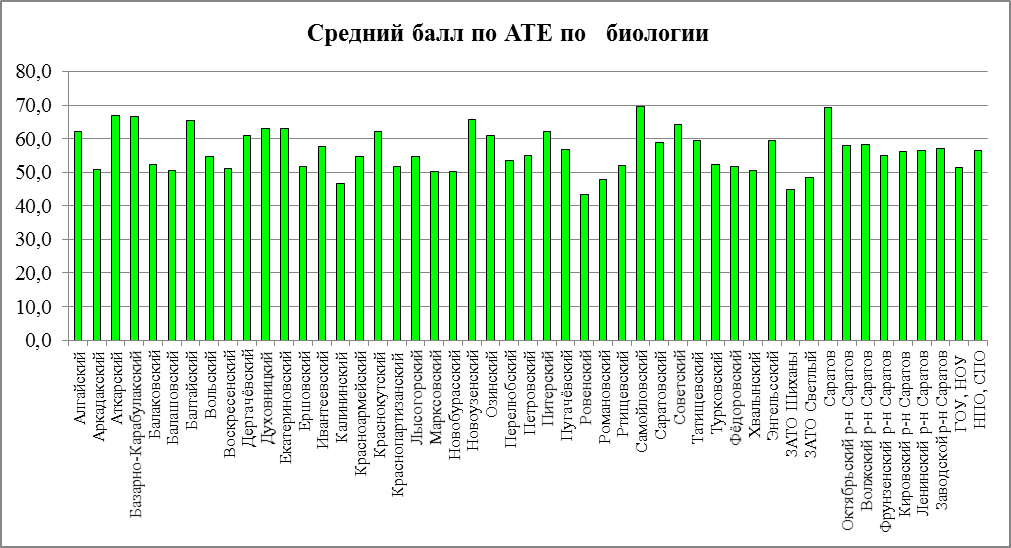 Средний балл по АТЕ по биологии
80,0
70,0
60,0
50,0
40,0
30,0
20,0
10,0
0,0
Алтайский
Аркадакский
Аткарский
Базарно-Карабулакский
Балаковский
Балашовский
Балтайский
Вольский
Воскресенский
Дергачёвский
Духовницкий
Екатериновский
Ершовский
Ивантеевский
Калининский
Красноармейский
Краснокутский
Краснопартизанский
Лысогорский
Марксовский
Новобурасский
Новоузенский
Озинский
Перелюбский
Петровский
Питерский
Пугачёвский
Ровенский
Романовский
Ртищевский
Самойловский
Саратовский
Советский
Татищевский
Турковский
Фёдоровский
Хвалынский
Энгельсский
ЗАТО Шиханы
ЗАТО Светлый
Саратов
Октябрьский р-н Саратов
Волжский р-н Саратов
Фрунзенский р-н Саратов
Кировский р-н Саратов
Ленинский р-н Саратов
Заводской р-н Саратов
ГОУ, НОУ
НПО, СПО